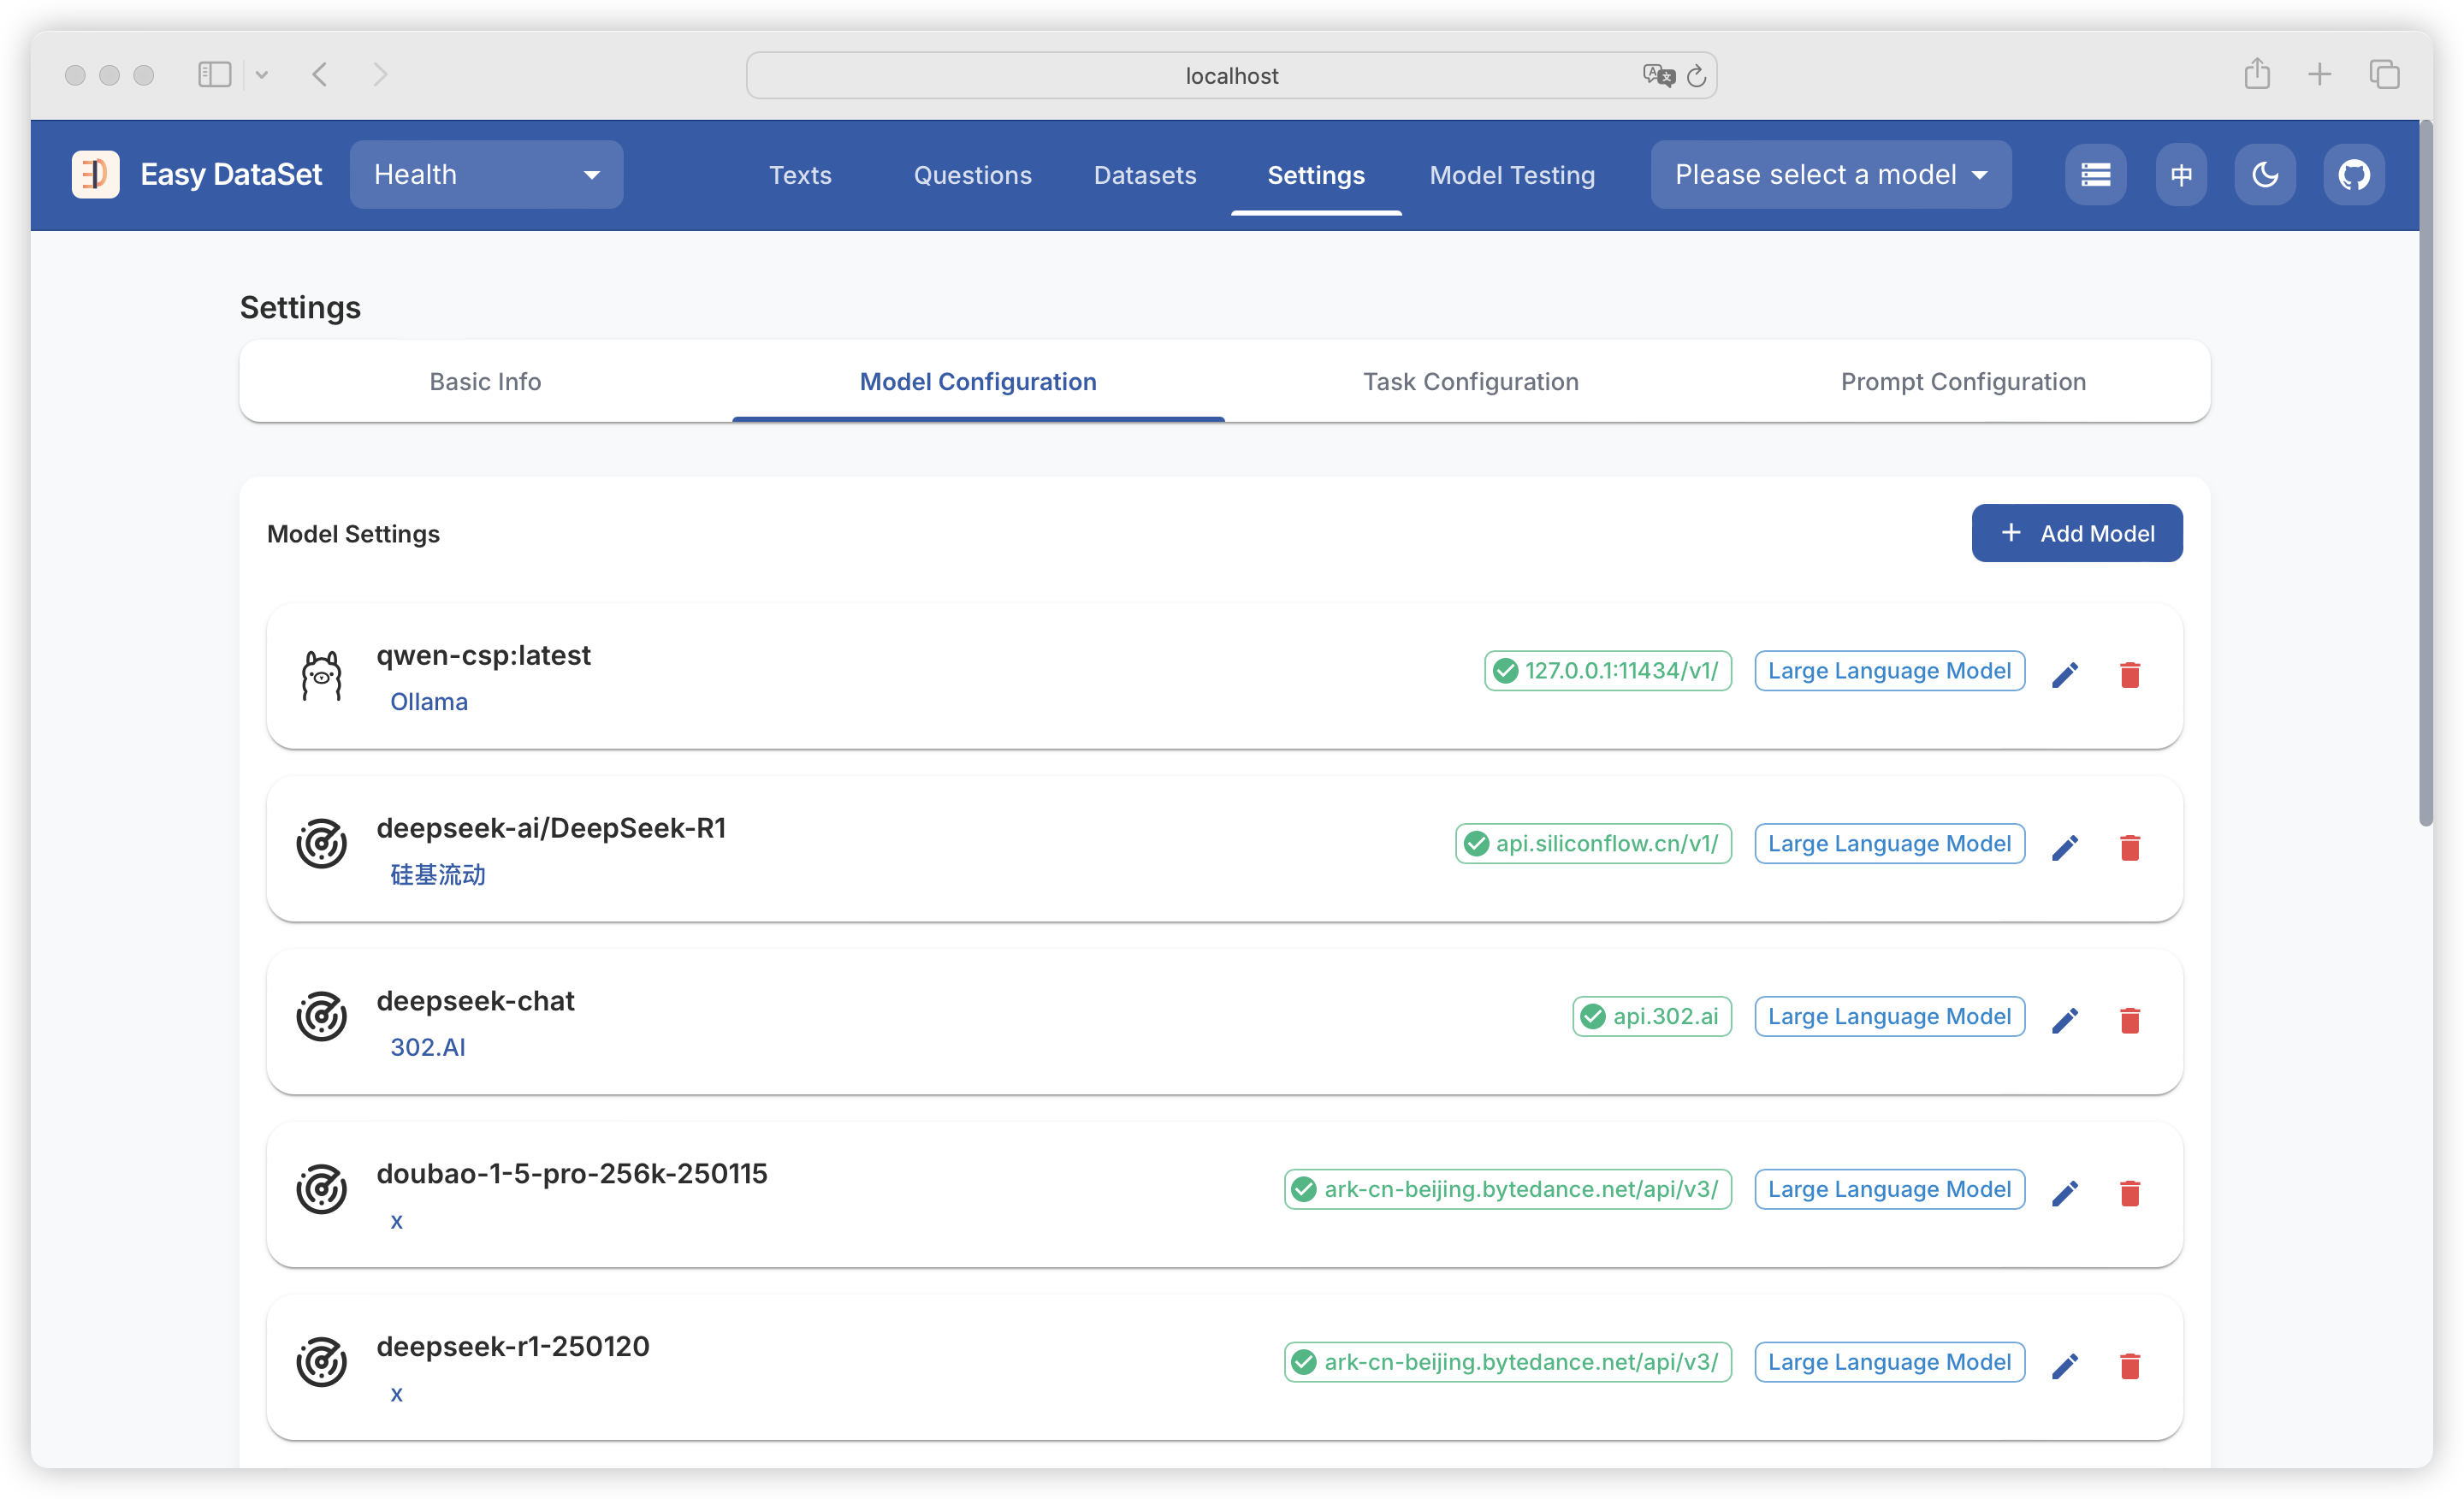 localhost
Easy DataSet
Health
Texts
Questions
Datasets
Settings
Model Testing
Please select a model
中
Settings
Basic Info
Model Configuration
Task Configuration
Prompt Configuration
Model Settings
Add Model
qwen-csp:latest
Ollama
127.0.0.1:11434/v1/
Large Language Model
deepseek-ai/DeepSeek-R1
硅基流动
api.siliconflow.cn/v1/
Large Language Model
deepseek-chat
302.AI
api.302.ai
Large Language Model
doubao-1-5-pro-256k-250115
x
ark-cn-beijing.bytedance.net/api/v3/
Large Language Model
deepseek-r1-250120
x
ark-cn-beijing.bytedance.net/api/v3/
Large Language Model